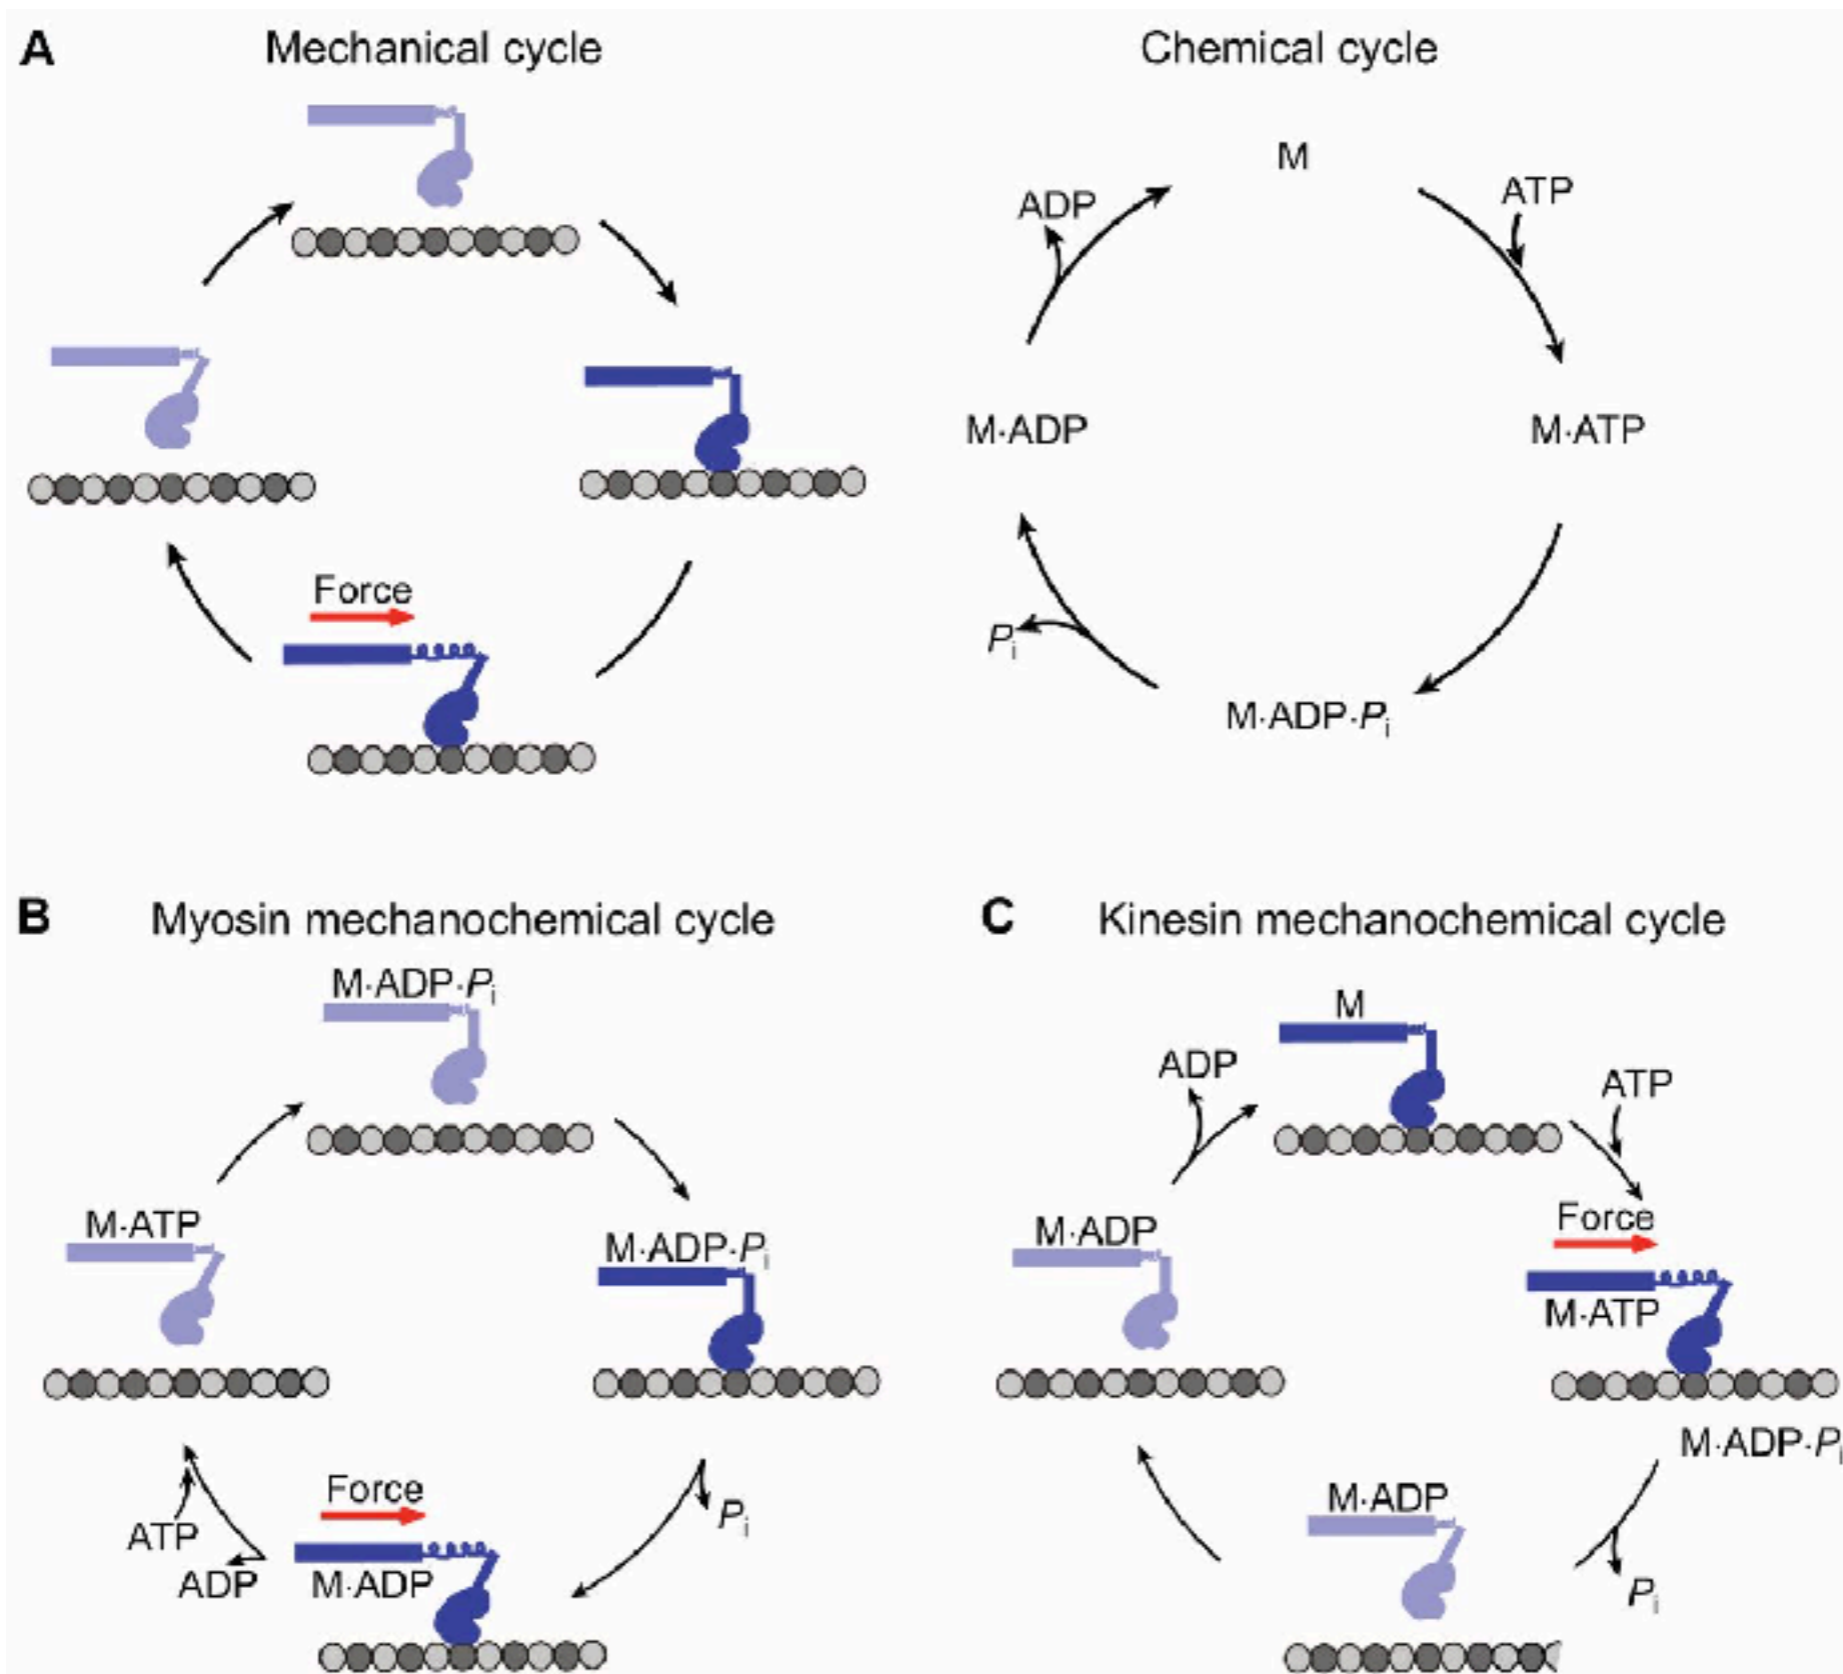 A Mechanical cycle Chemical cycle
M
ADP ATP
M·ADP M·ATP
Force
Pi
M·ADP·Pi
B Myosin mechanochemical cycle
M·ADP·Pi
M·ATP
M·ADP·Pi
Force
ATP
Pi
ADP M·ADP
C Kinesin mechanochemical cycle
M
ADP ATP
Force
M·ADP
M·ATP
M·ADP·Pi
M·ADP
Pi